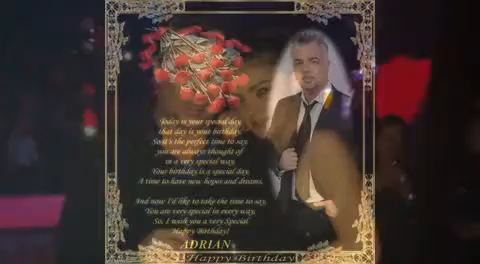 Today is your special day,
that day is your birthday.
So it's the perfect time to say,
you are always thought of
in a very special way.
Your birthday is a special day,
A time to have new hopes and dreams,
And now I'd like to take the time to say,
You are very special in every way,
So, I wish you a very Special
Happy Birthday!
ADRIAN
Happy Birthday